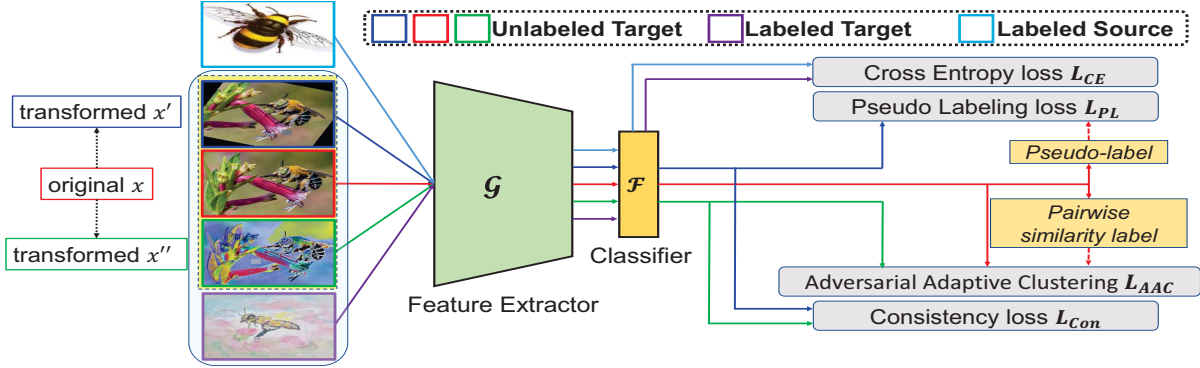 Unlabeled Target
Labeled Target
Labeled Source
transformed x′
original x
transformed x′′
G
Feature Extractor
F
Classifier
Cross Entropy loss L_CE
Pseudo Labeling loss L_PL
Pseudo-label
Pairwise
similarity label
Adversarial Adaptive Clustering L_AAC
Consistency loss L_Con